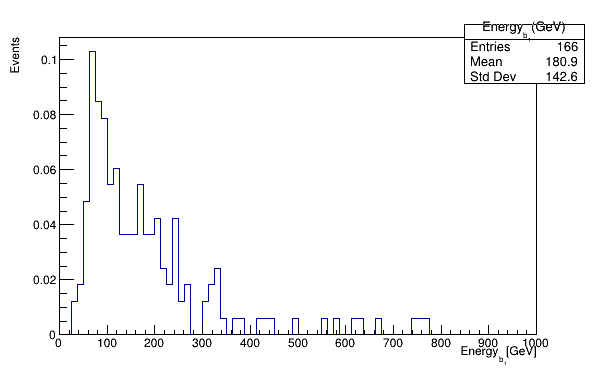 Energy_b₁(GeV)
Entries 166
Mean 180.9
Std Dev 142.6
Events
0.1
0.08
0.06
0.04
0.02
0
0 100 200 300 400 500 600 700 800 900 1000
Energy_b₁[GeV]